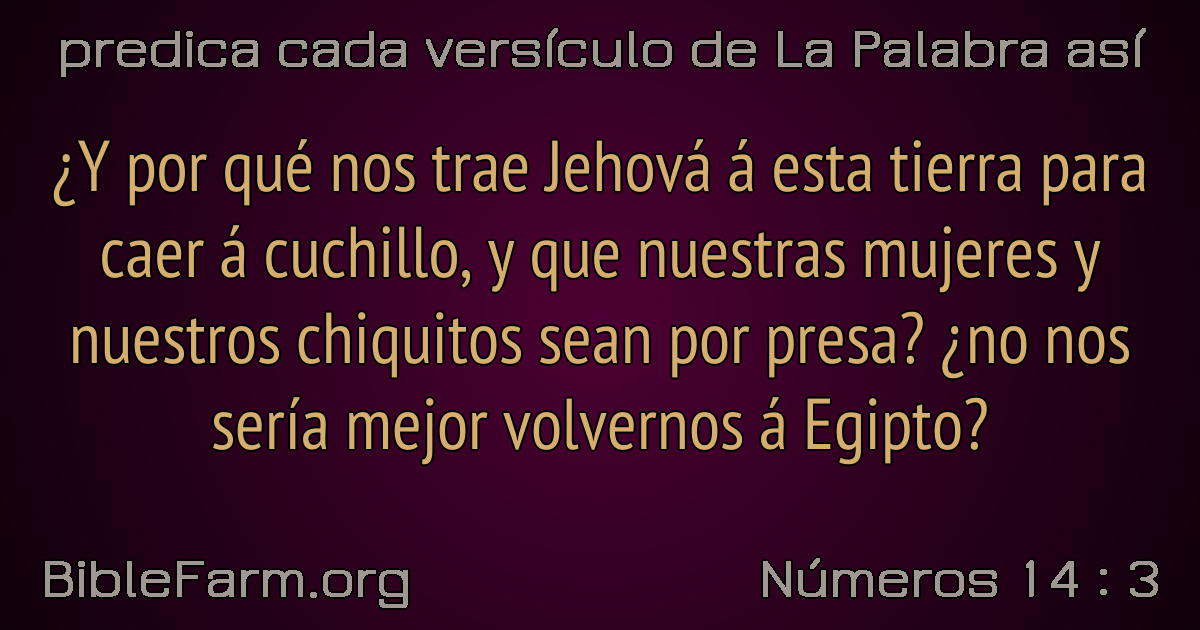 predica cada versículo de La Palabra así
¿Y por qué nos trae Jehová á esta tierra para
caer á cuchillo, y que nuestras mujeres y
nuestros chiquitos sean por presa? ¿no nos
sería mejor volvernos á Egipto?
BibleFarm.org
Números 14 : 3